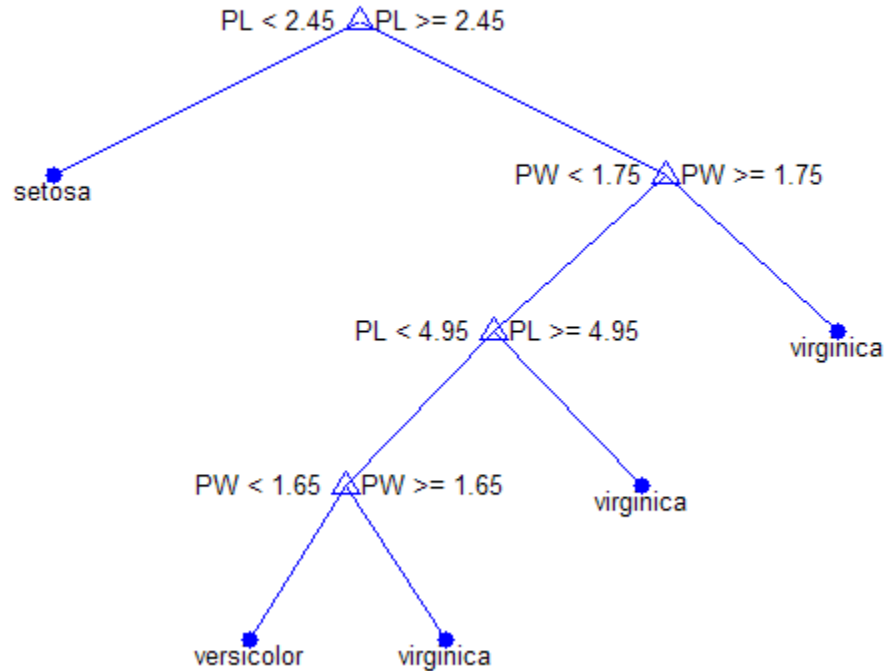 PL < 2.45 PL >= 2.45
setosa
PW < 1.75 PW >= 1.75
PL < 4.95 PL >= 4.95
virginica
PW < 1.65 PW >= 1.65
virginica
versicolor virginica